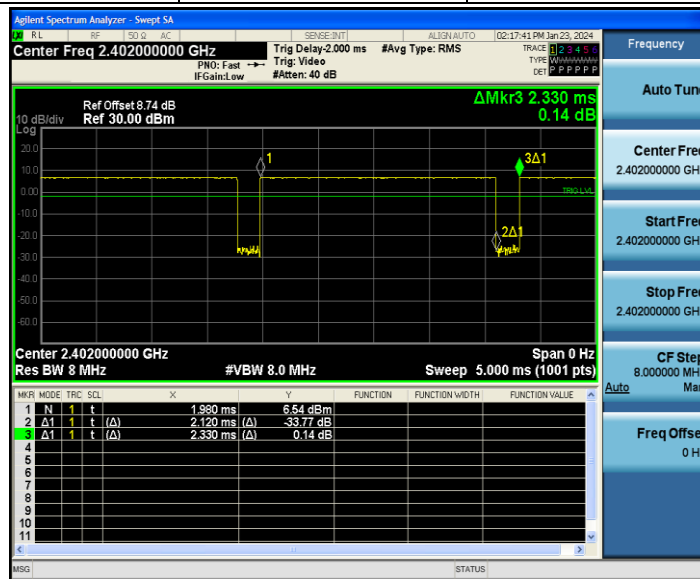 Agilent Spectrum Analyzer - Swept SA
RL RF 50 Ω AC SENSE:INT ALIGN AUTO 02:17:41 PM Jan 23, 2024
Center Freq 2.402000000 GHz
PNO: Fast
IFGain:Low
Trig Delay-2.000 ms
Trig: Video
#Atten: 40 dB
#Avg Type: RMS
TRACE 1 2 3 4 5 6
TYPE WWWWWW
DET P P P P P P
Frequency
Auto Tune
Center Freq
2.402000000 GH
Start Freq
2.402000000 GH
Stop Freq
2.402000000 GH
CF Step
8.000000 MH
Auto Man
Freq Offse
0 H
ΔMkr3 2.330 ms
0.14 dB
Ref Offset 8.74 dB
10 dB/div Ref 30.00 dBm
Log
20.0
10.0
0.00
-10.0
-20.0
-30.0
-40.0
-50.0
-60.0
1
3Δ1
TRIG LVL
2Δ1
Center 2.402000000 GHz Span 0 Hz
Res BW 8 MHz #VBW 8.0 MHz Sweep 5.000 ms (1001 pts)
MKR MODE TRC SCL X Y FUNCTION FUNCTION WIDTH FUNCTION VALUE
1 N 1 t 1.980 ms 6.54 dBm
2 Δ1 1 t (Δ) 2.120 ms (Δ) -33.77 dB
3 Δ1 1 t (Δ) 2.330 ms (Δ) 0.14 dB
4
5
6
7
8
9
10
11
MSG STATUS